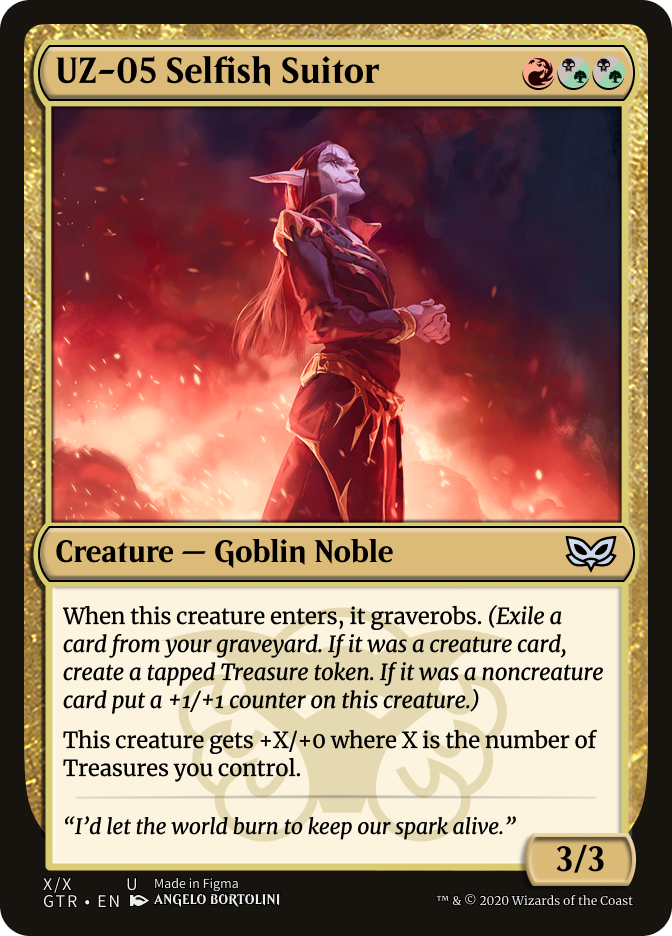 UZ-05 Selfish Suitor
Creature — Goblin Noble
When this creature enters, it graverobs. (Exile a
card from your graveyard. If it was a creature card,
create a tapped Treasure token. If it was a noncreature
card put a +1/+1 counter on this creature.)
This creature gets +X/+0 where X is the number of
Treasures you control.
“I’d let the world burn to keep our spark alive.”
3/3
X/X U Made in Figma
GTR • EN ANGELO BORTOLINI
™ & © 2020 Wizards of the Coast